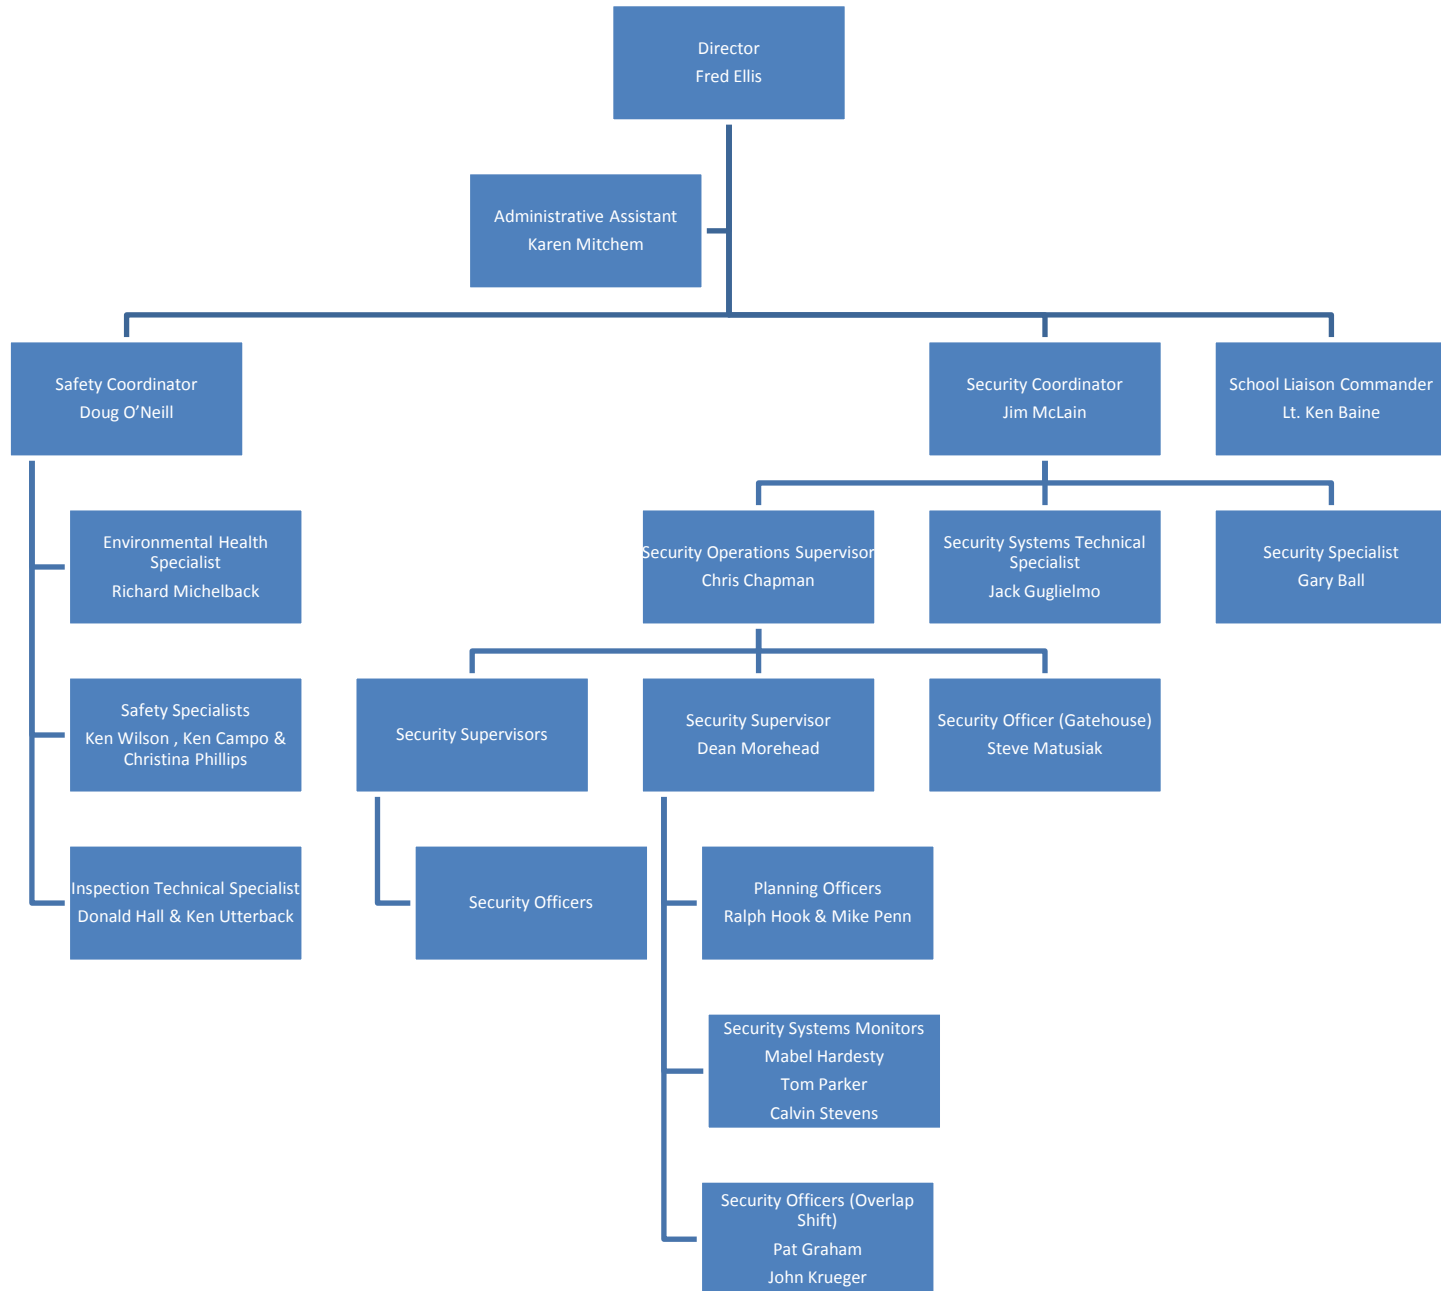 Director
Fred Ellis
Administrative Assistant
Karen Mitchem
Safety Coordinator
Doug O’Neill
Security Coordinator
Jim McLain
School Liaison Commander
Lt. Ken Baine
Environmental Health
Specialist
Richard Michelback
Security Operations Supervisor
Chris Chapman
Security Systems Technical
Specialist
Jack Guglielmo
Security Specialist
Gary Ball
Safety Specialists
Ken Wilson , Ken Campo &
Christina Phillips
Security Supervisors
Security Supervisor
Dean Morehead
Security Officer (Gatehouse)
Steve Matusiak
Inspection Technical Specialist
Donald Hall & Ken Utterback
Security Officers
Planning Officers
Ralph Hook & Mike Penn
Security Systems Monitors
Mabel Hardesty
Tom Parker
Calvin Stevens
Security Officers (Overlap
Shift)
Pat Graham
John Krueger